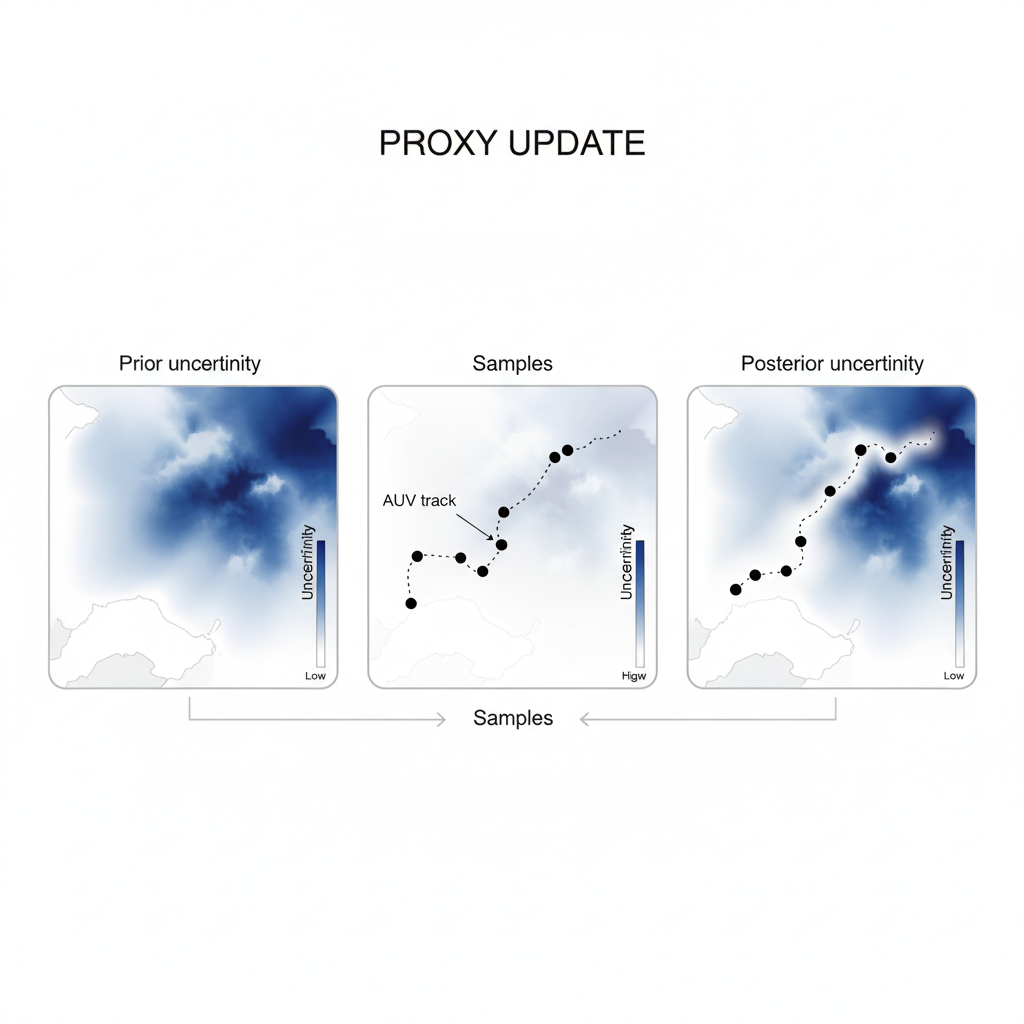 PROXY UPDATE
Prior uncertinity
Samples
Posterior uncertinity
Uncertinity
Low
AUV track
Uncertinity
Higw
Uncertinity
Low
Samples